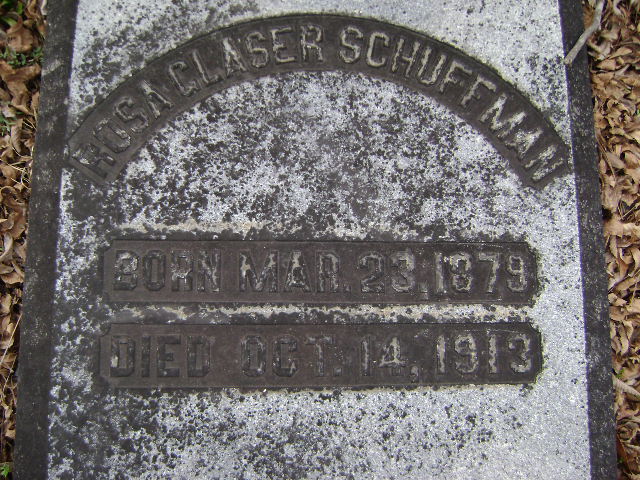 ROSA GLASER SCHUFFMAN
BORN MAR. 23, 1879
DIED OCT. 14, 1913